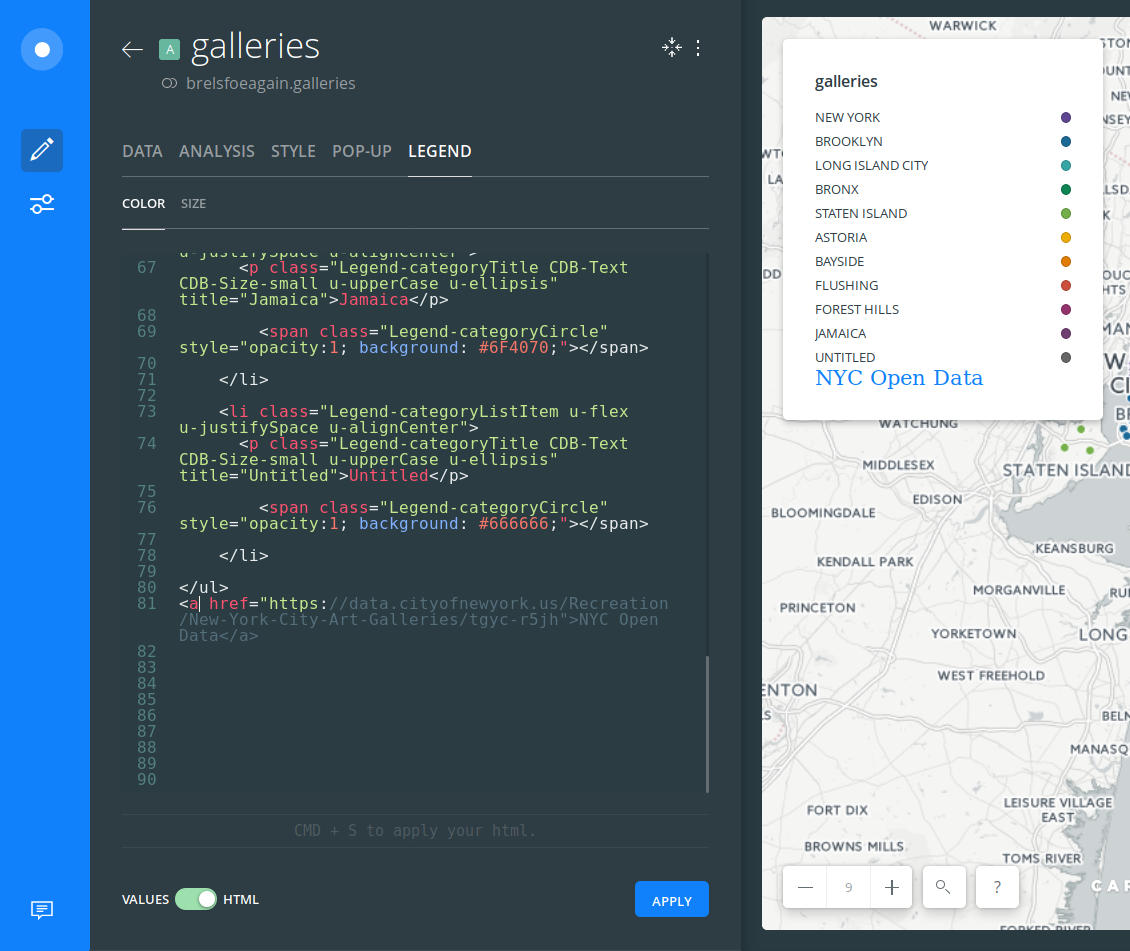 A galleries
brelsfoeagain.galleries
DATA ANALYSIS STYLE POP-UP LEGEND
COLOR SIZE
u-justifySpace u-alignCenter">
67 <p class="Legend-categoryTitle CDB-Text
CDB-Size-small u-upperCase u-ellipsis"
title="Jamaica">Jamaica</p>
68
69 <span class="Legend-categoryCircle"
style="opacity:1; background: #6F4070;"></span>
70
71 </li>
72
73 <li class="Legend-categoryListItem u-flex
u-justifySpace u-alignCenter">
74 <p class="Legend-categoryTitle CDB-Text
CDB-Size-small u-upperCase u-ellipsis"
title="Untitled">Untitled</p>
75
76 <span class="Legend-categoryCircle"
style="opacity:1; background: #666666;"></span>
77
78 </li>
79
80 </ul>
81 <a href="https://data.cityofnewyork.us/Recreation
/New-York-City-Art-Galleries/tgyc-r5jh">NYC Open
Data</a>
82
83
84
85
86
87
88
89
90
CMD + S to apply your html.
VALUES HTML
APPLY
galleries
NEW YORK
BROOKLYN
LONG ISLAND CITY
BRONX
STATEN ISLAND
ASTORIA
BAYSIDE
FLUSHING
FOREST HILLS
JAMAICA
UNTITLED
NYC Open Data
WARWICK
WATCHUNG
MIDDLESEX
STATEN ISLAND
EDISON
BLOOMINGDALE
KEANSBURG
KENDALL PARK
MORGANVILLE
PRINCETON
YORKETOWN
LONG
WEST FREEHOLD
ENTON
BELM
MANASQ
LEISURE VILLAGE
EAST
FORT DIX
BROWNS MILLS
TOMS RIVER
CAR
9
?
FORKED RIVER